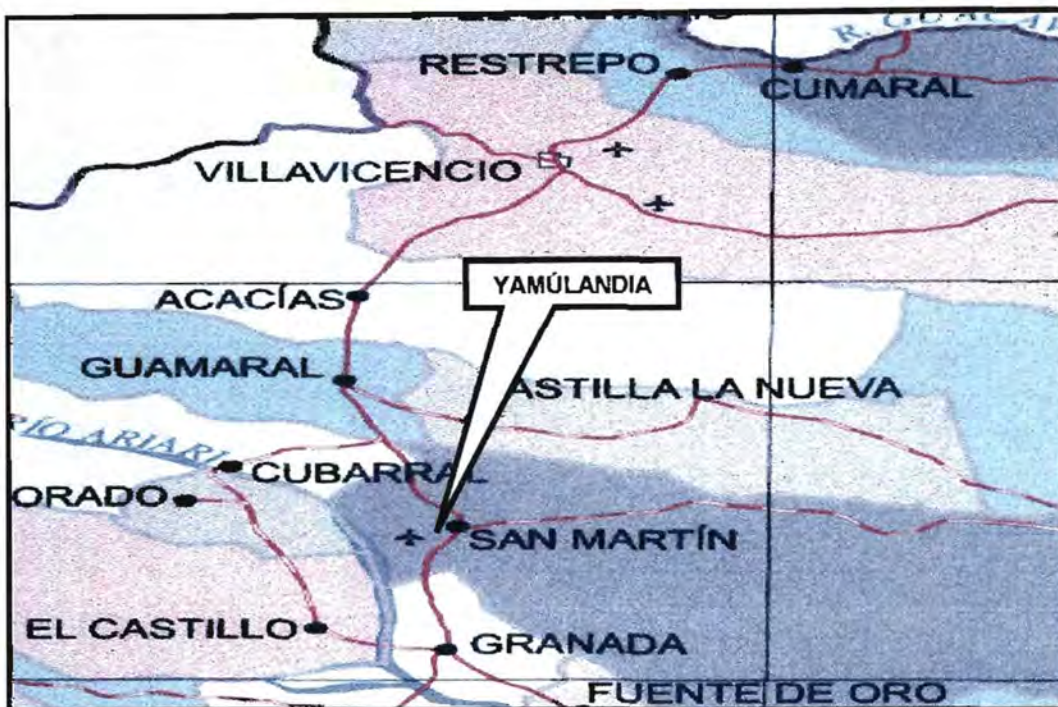 RESTREPO
R. GUACAV
CUMARAL
VILLAVICENCIO
YAMÚLANDIA
ACACÍAS
GUAMARAL
ASTILLA LA NUEVA
RÍO ARIARI
CUBARRAL
ORADO
SAN MARTÍN
EL CASTILLO
GRANADA
FUENTE DE ORO